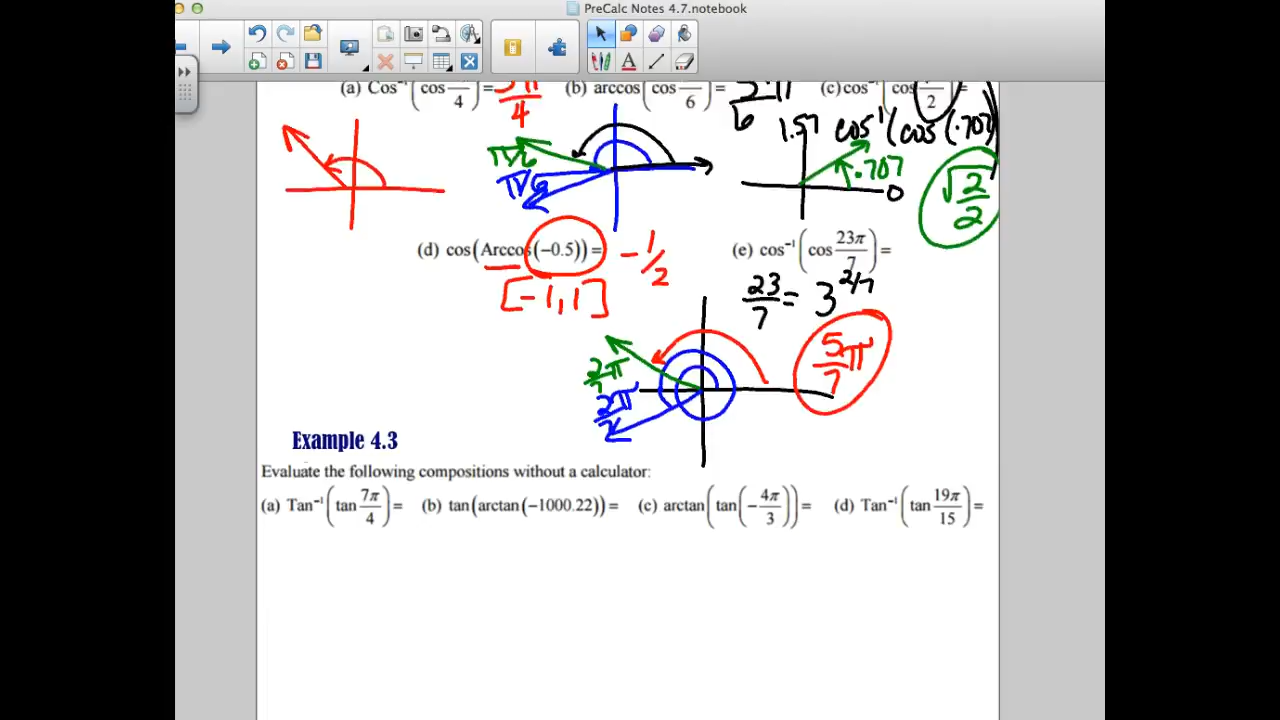 PreCalc Notes 4.7.notebook
(a) Cos⁻¹(cos /4)= 3π/4 (b) arccos(cos /6)= 5π/6 (c) cos⁻¹(cos /2)=
1.57 cos⁻¹(cos(.707
π/6 .707
π/6 0 √2/2
(d) cos(Arccos(−0.5))= -1/2 (e) cos⁻¹(cos 23π/7)=
[-1,1] 23/7 = 3 2/7
5/7 π
2/7 π
Example 4.3
Evaluate the following compositions without a calculator:
(a) Tan⁻¹(tan 7π/4)= (b) tan(arctan(−1000.22))= (c) arctan(tan(−4π/3))= (d) Tan⁻¹(tan 19π/15)=